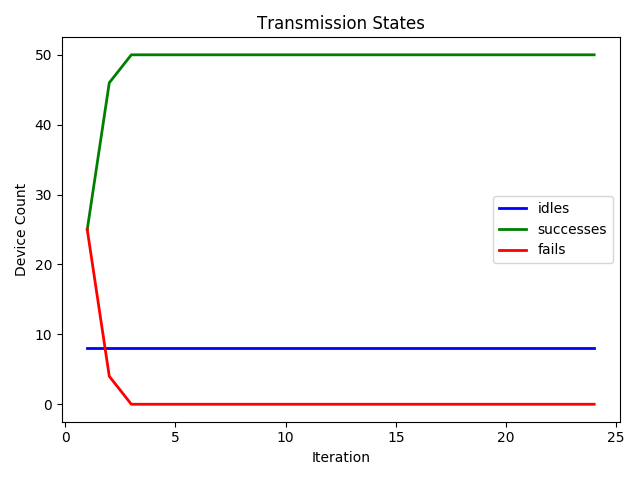 Transmission States
Device Count
50
40
30
20
10
0
idles
successes
fails
0 5 10 15 20 25
Iteration